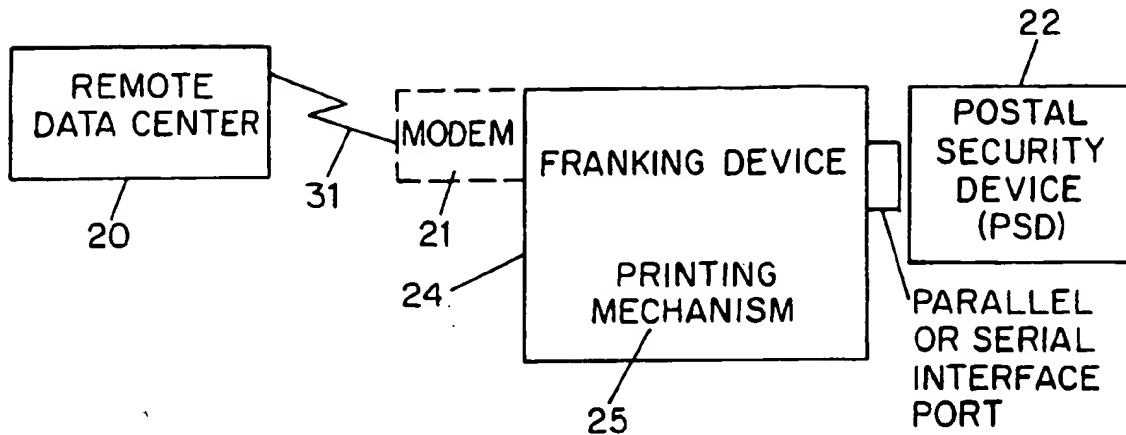 REMOTE
DATA CENTER
20
31
MODEM
21
FRANKING DEVICE
24
PRINTING
MECHANISM
25
22
POSTAL
SECURITY
DEVICE
(PSD)
PARALLEL
OR SERIAL
INTERFACE
PORT